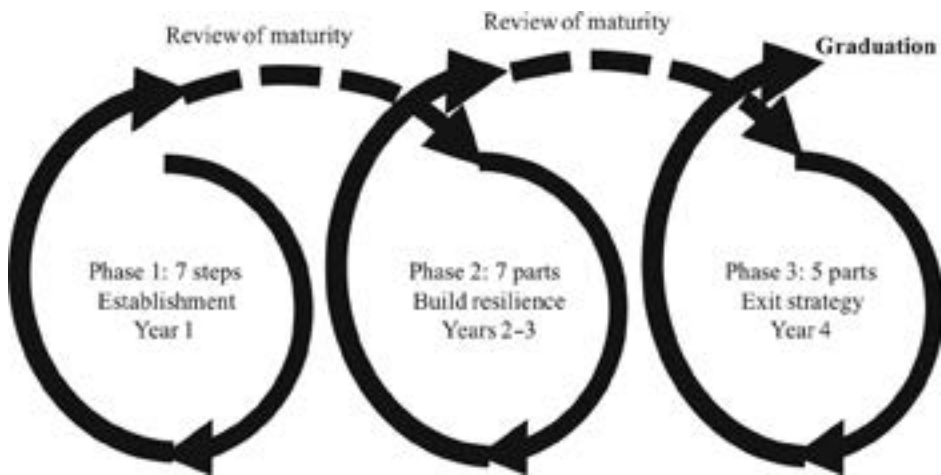 Review of maturity
Review of maturity
Graduation
Phase 1: 7 steps
Establishment
Year 1
Phase 2: 7 parts
Build resilience
Years 2–3
Phase 3: 5 parts
Exit strategy
Year 4